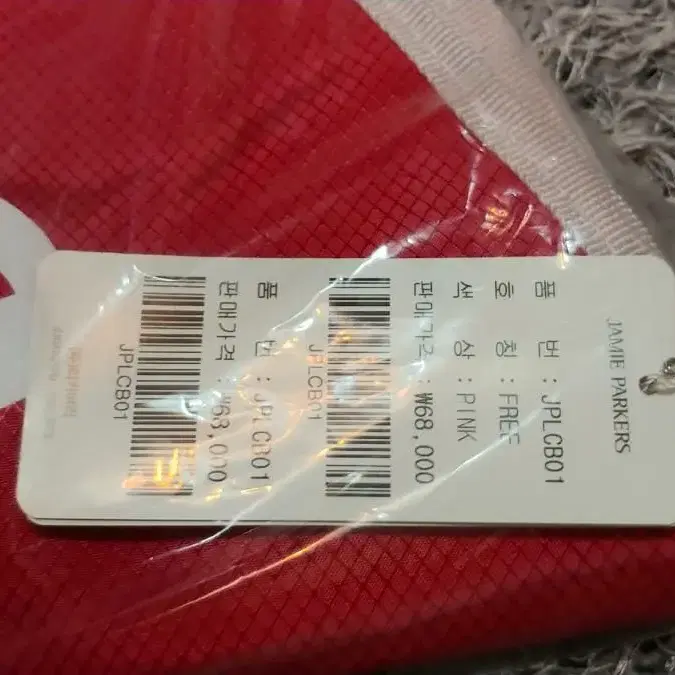 JAMIE PARKERS
품 번 : JPLCB01
호 칭 : FREE
색 상 : PINK
판매가격 : ₩68,000
JPLCB01
품 번 : JPLCB01
판매가격 : ₩68,000
JPLCB01